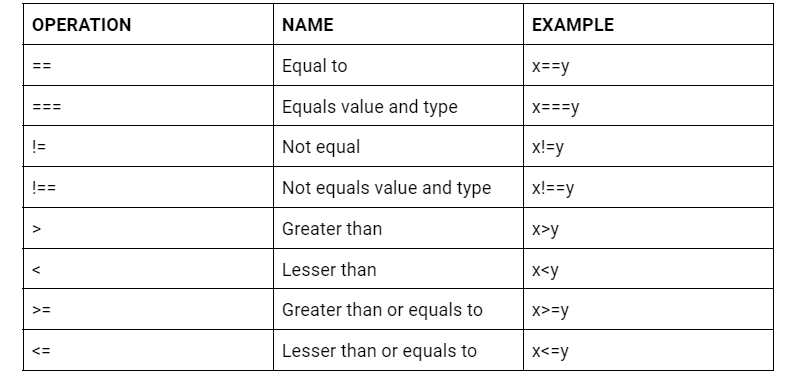 OPERATION NAME EXAMPLE
== Equal to x==y
=== Equals value and type x===y
!= Not equal x!=y
!== Not equals value and type x!==y
> Greater than x>y
< Lesser than x<y
>= Greater than or equals to x>=y
<= Lesser than or equals to x<=y